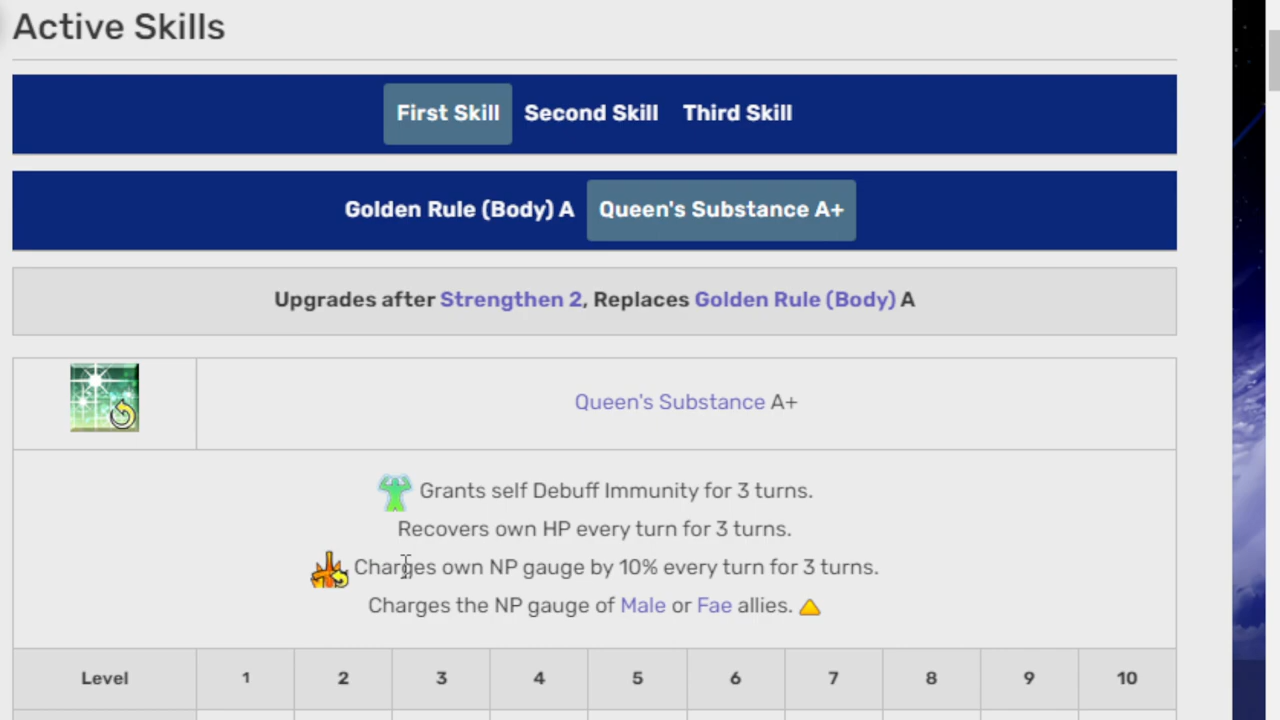 Active Skills
First Skill Second Skill Third Skill
Golden Rule (Body) A Queen's Substance A+
Upgrades after Strengthen 2, Replaces Golden Rule (Body) A
Queen's Substance A+
Grants self Debuff Immunity for 3 turns.
Recovers own HP every turn for 3 turns.
Charges own NP gauge by 10% every turn for 3 turns.
Charges the NP gauge of Male or Fae allies.
Level 1 2 3 4 5 6 7 8 9 10